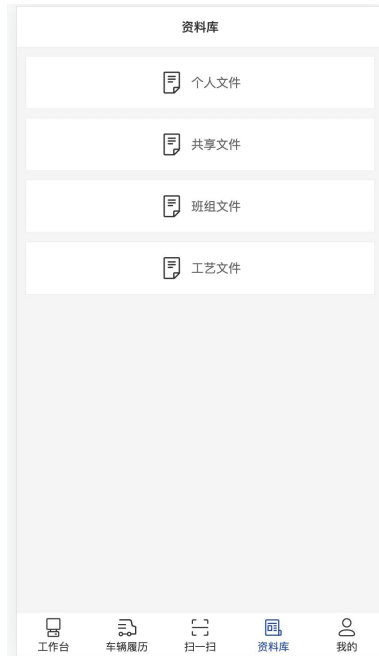 资料库
个人文件
共享文件
班组文件
工艺文件
工作台 车辆履历 扫一扫 资料库 我的